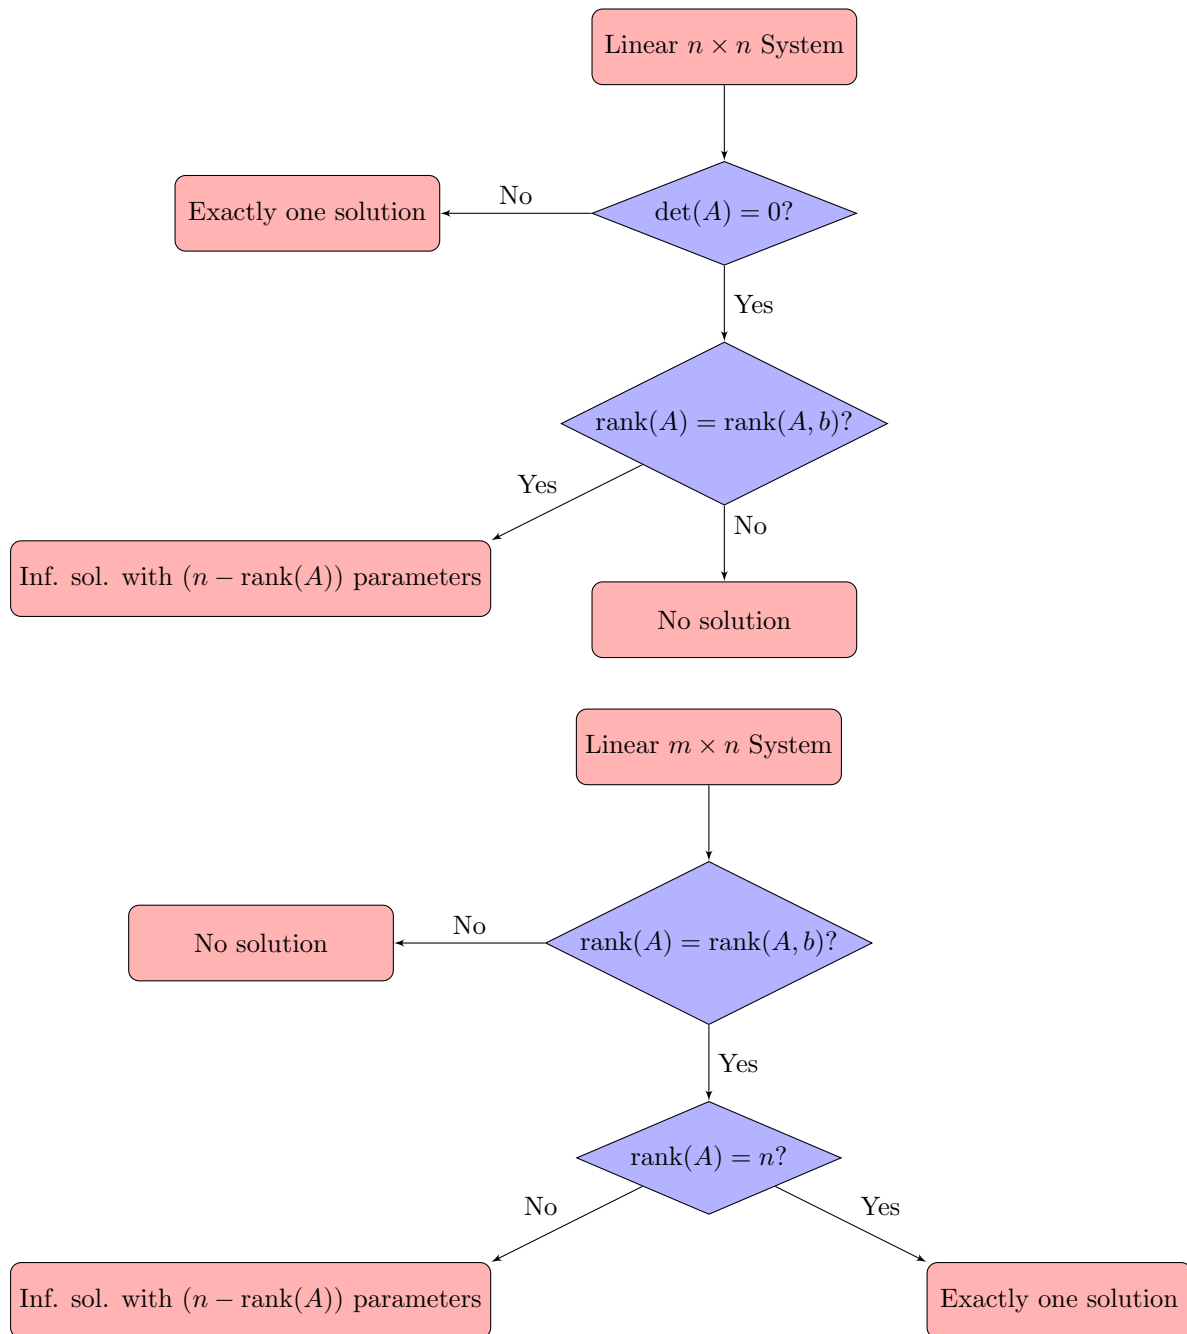 Linear n × n System
det(A) = 0?
No
Exactly one solution
Yes
rank(A) = rank(A, b)?
Yes
No
Inf. sol. with (n − rank(A)) parameters
No solution
Linear m × n System
No
No solution
rank(A) = rank(A, b)?
Yes
rank(A) = n?
No
Yes
Inf. sol. with (n − rank(A)) parameters
Exactly one solution